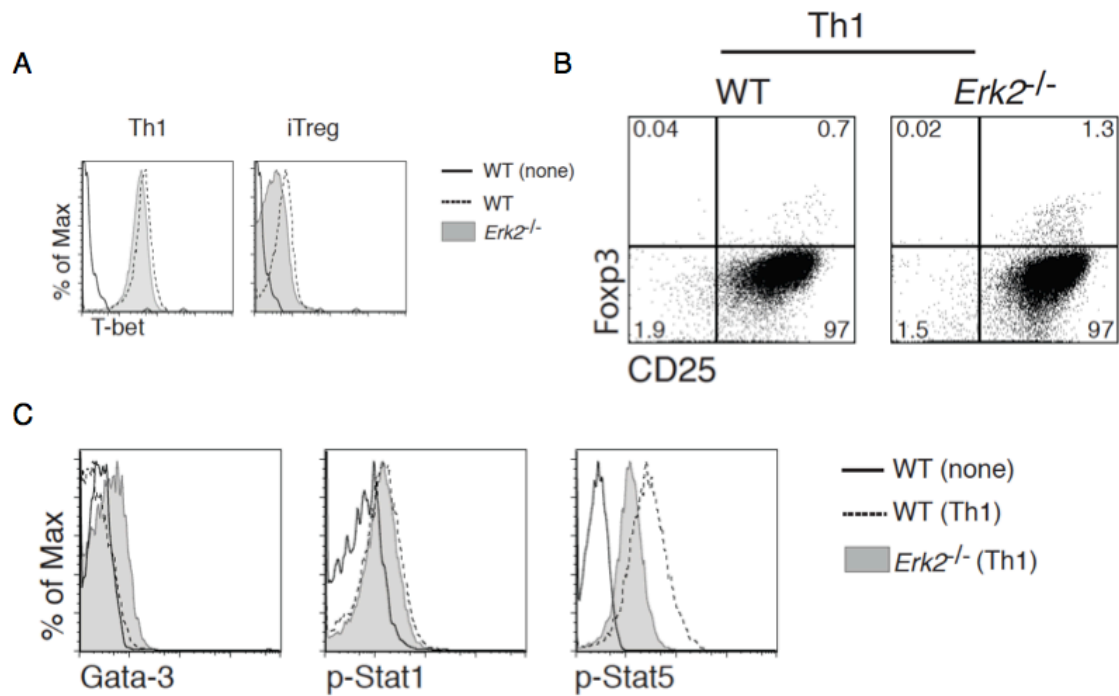 A
Th1
iTreg
% of Max
T-bet
WT (none)
WT
Erk2-/-
B
Th1
WT
Erk2-/-
0.04
0.7
1.9
97
0.02
1.3
1.5
97
Foxp3
CD25
C
% of Max
Gata-3
p-Stat1
p-Stat5
WT (none)
WT (Th1)
Erk2-/- (Th1)